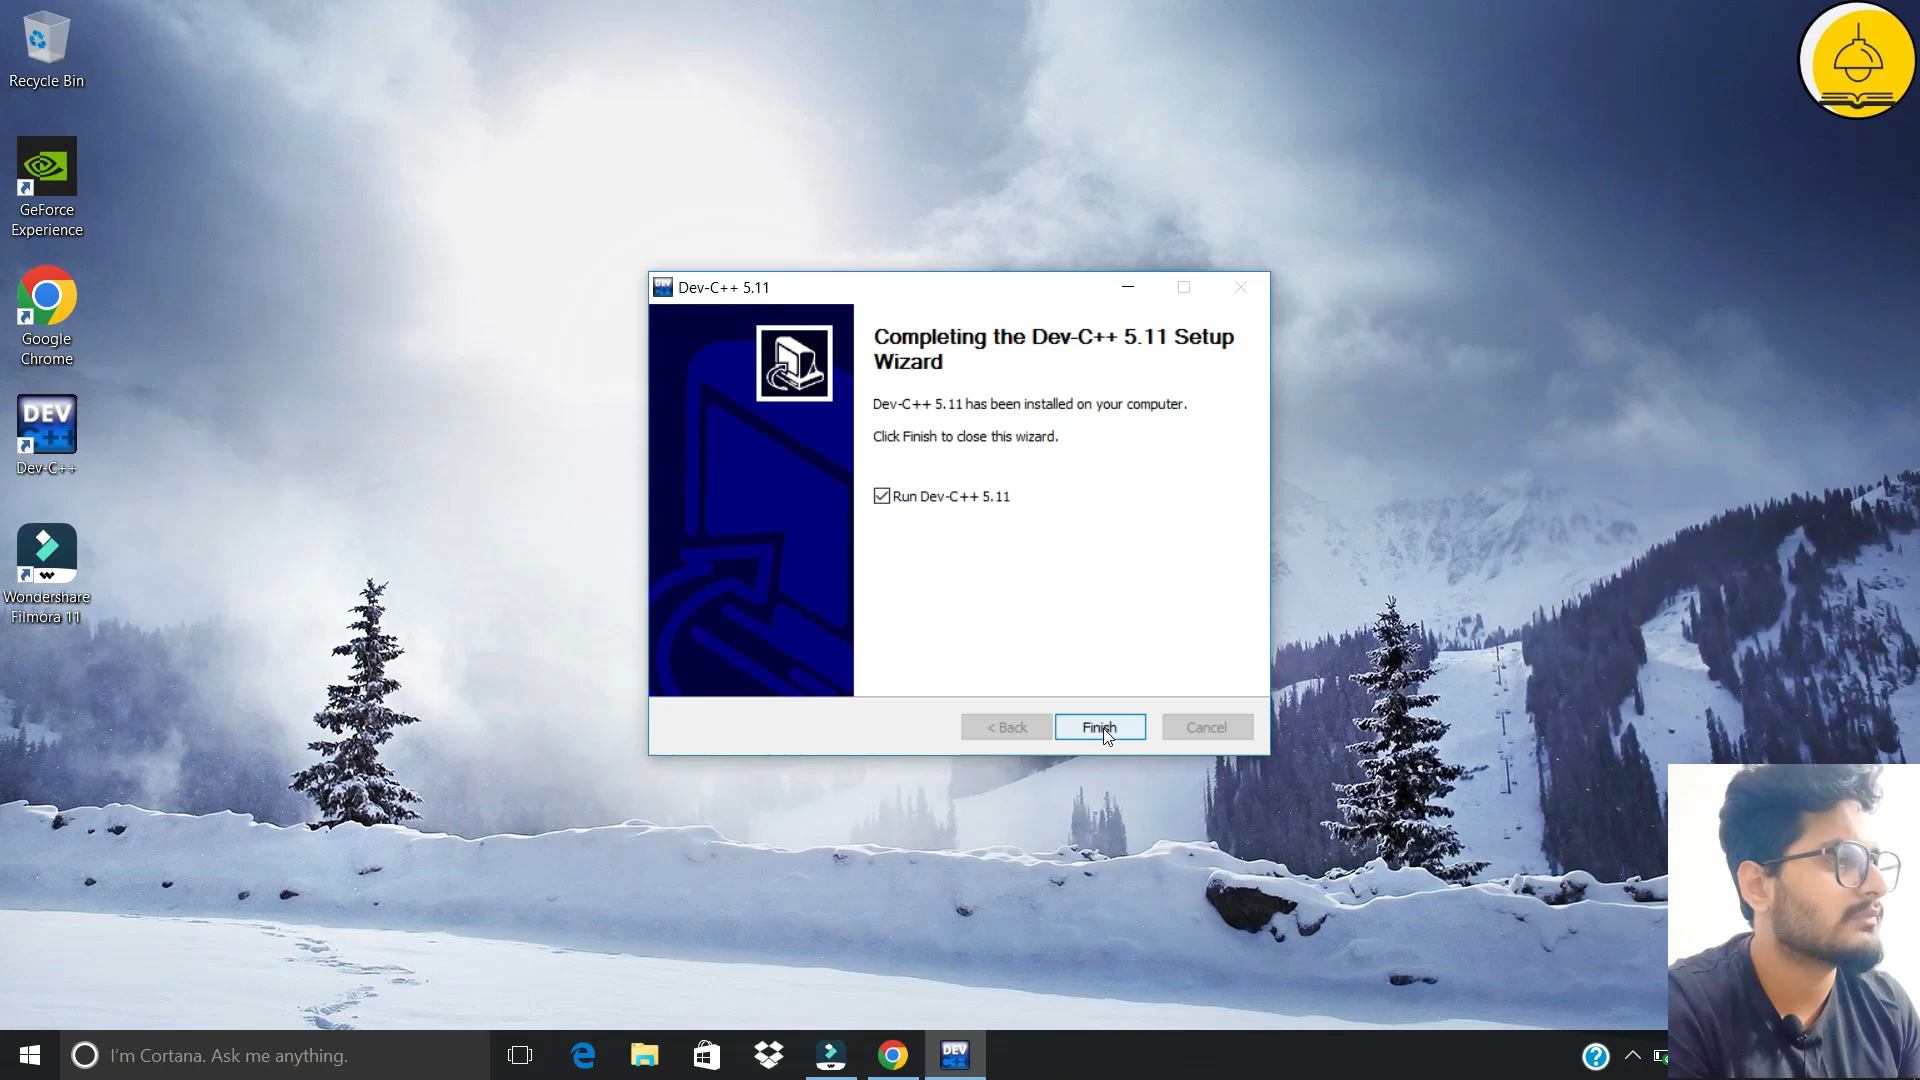 Recycle Bin
GeForce
Experience
Google
Chrome
DEV
C++
Dev-C++
Wondershare
Filmora 11
DEV
Dev-C++ 5.11
Completing the Dev-C++ 5.11 Setup
Wizard
Dev-C++ 5.11 has been installed on your computer.
Click Finish to close this wizard.
Run Dev-C++ 5.11
< Back
Finish
Cancel
I'm Cortana. Ask me anything.
DEV
C++